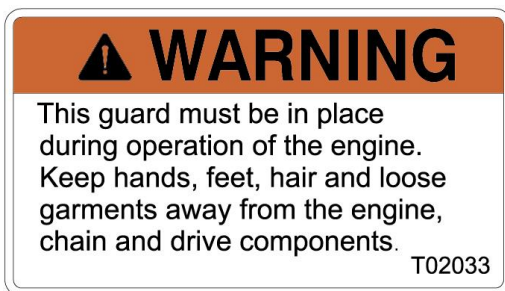 WARNING
This guard must be in place
during operation of the engine.
Keep hands, feet, hair and loose
garments away from the engine,
chain and drive components.
T02033